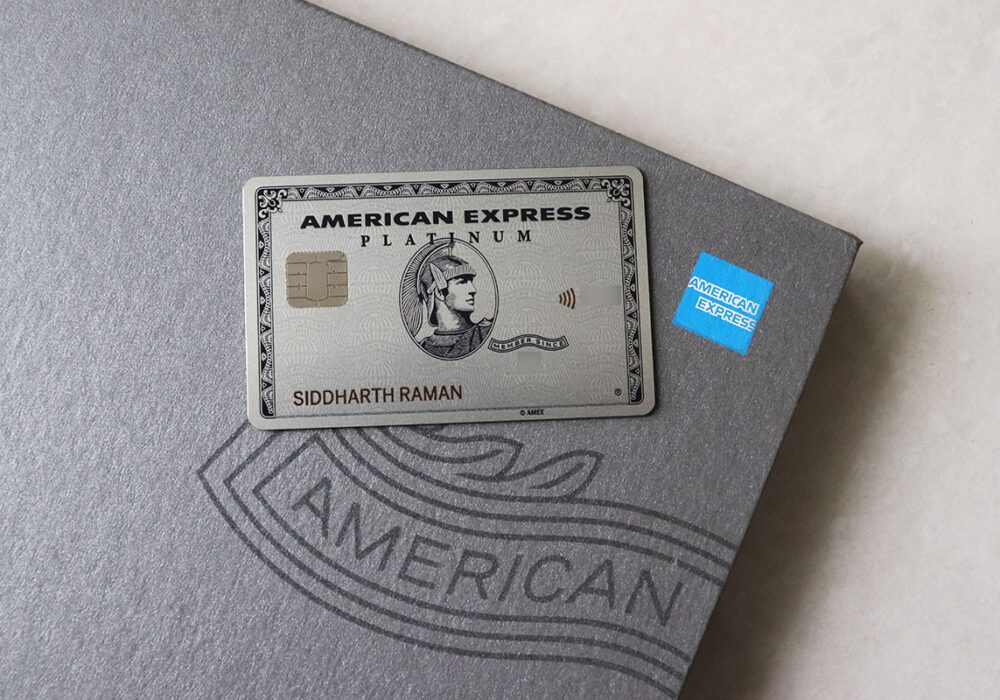 AMERICAN EXPRESS
PLATINUM
MEMBER SINCE
SIDDHARTH RAMAN
®
© AMEX
AMERICAN
EXPRESS
AMERICAN